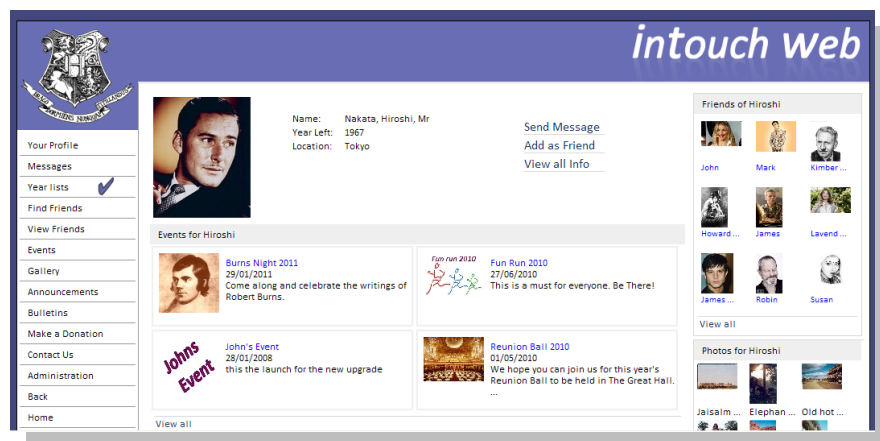 intouch web
DRACO DORMIENS NUNQUAM TITILLANDUS
Your Profile
Messages
Year lists
Find Friends
View Friends
Events
Gallery
Announcements
Bulletins
Make a Donation
Contact Us
Administration
Back
Home
Name: Nakata, Hiroshi, Mr
Year Left: 1967
Location: Tokyo
Send Message
Add as Friend
View all Info
Events for Hiroshi
Burns Night 2011
29/01/2011
Come along and celebrate the writings of
Robert Burns.
Fun run 2010
Fun Run 2010
27/06/2010
This is a must for everyone. Be There!
Johns
Event
John's Event
28/01/2008
this the launch for the new upgrade
Reunion Ball 2010
01/05/2010
We hope you can join us for this year's
Reunion Ball to be held in The Great Hall.
...
View all
Friends of Hiroshi
John Mark Kimber ...
Howard ... James Lavend ...
James ... Robin Susan
View all
Photos for Hiroshi
Jaisalm ... Elephan ... Old hot ...